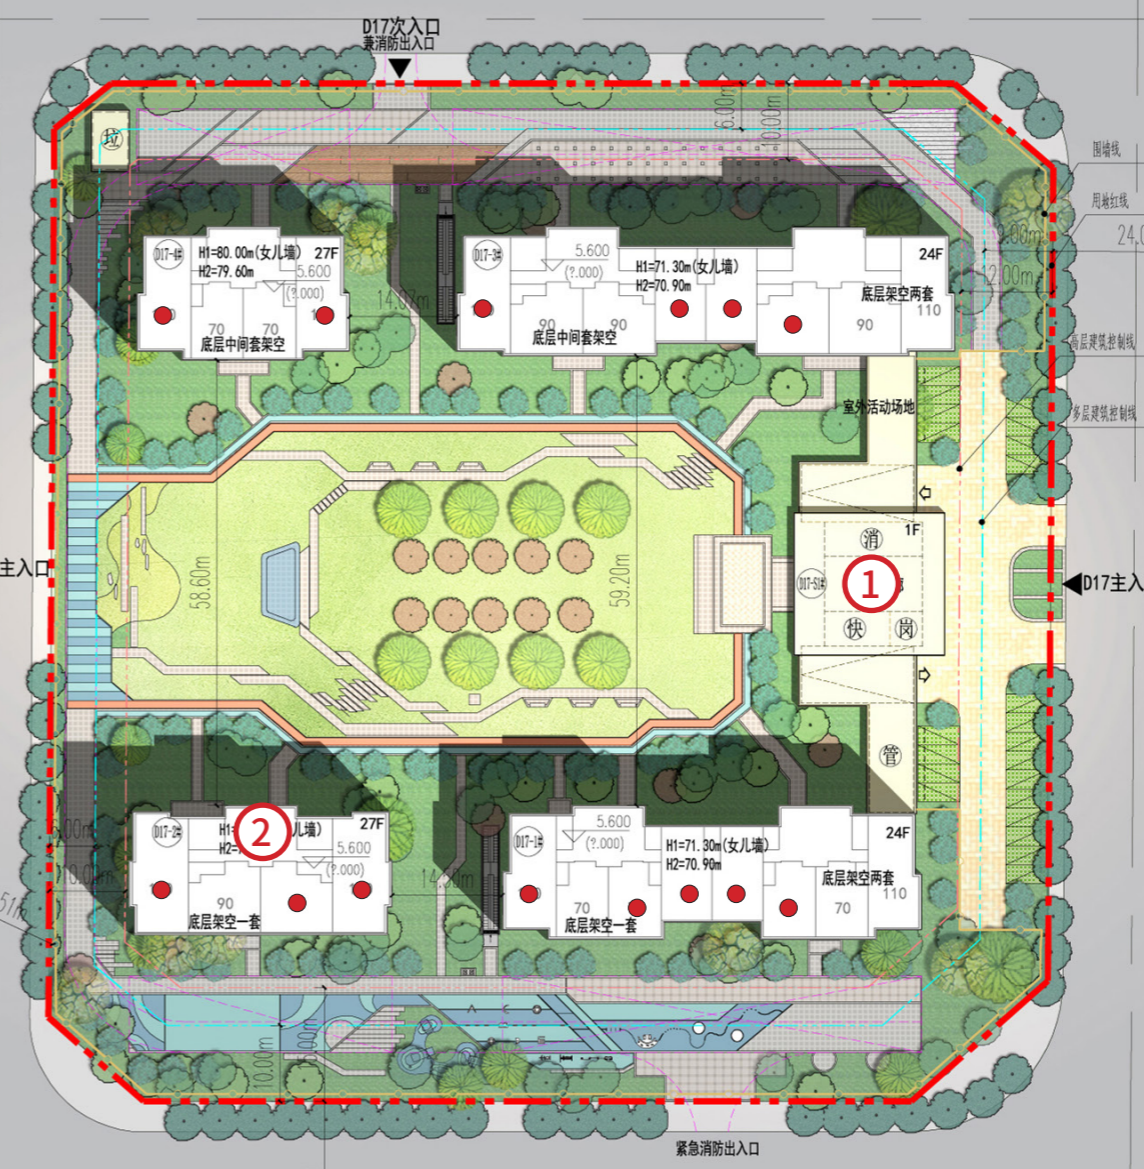 D17次入口
兼消防出入口
垃
6.00m
10.00m
围墙线
用地红线
24.0
9.00m
12.00m
D17-4#
H1=80.00m(女儿墙)
27F
H2=79.60m
5.600
(?.000)
70
70
底层中间套架空
14.07m
D17-3#
5.600
(?.000)
H1=71.30m(女儿墙)
H2=70.90m
24F
底层架空两套
90
90
90
110
底层中间套架空
高层建筑控制线
室外活动场地
多层建筑控制线
1F
消
主入口
58.60m
59.20m
D17-S1#
1
D17主入
快
岗
管
D17-2#
H1=
儿墙)
27F
2
5.600
(?.000)
90
底层架空一套
D17-1#
5.600
(?.000)
H1=71.30m(女儿墙)
H2=70.90m
24F
底层架空两套
70
70
110
底层架空一套
10.00m
紧急消防出入口